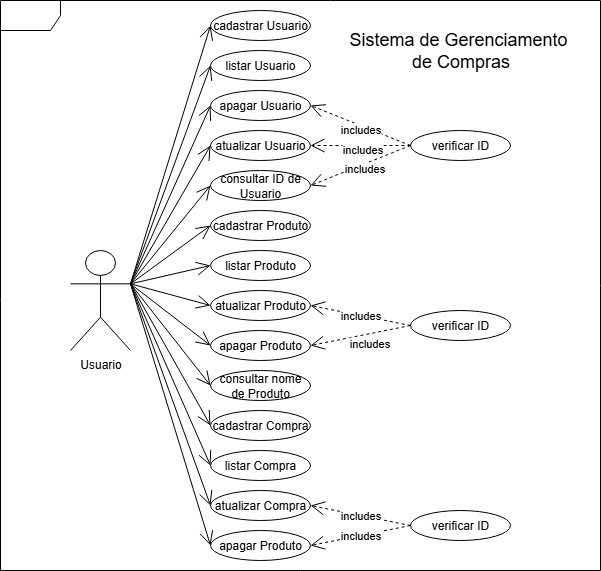 cadastrar Usuario
Sistema de Gerenciamento
de Compras
listar Usuario
apagar Usuario
includes
atualizar Usuario
includes
verificar ID
includes
consultar ID de
Usuario
cadastrar Produto
listar Produto
atualizar Produto
includes
verificar ID
apagar Produto
includes
Usuario
consultar nome
de Produto
cadastrar Compra
listar Compra
atualizar Compra
includes
verificar ID
includes
apagar Produto